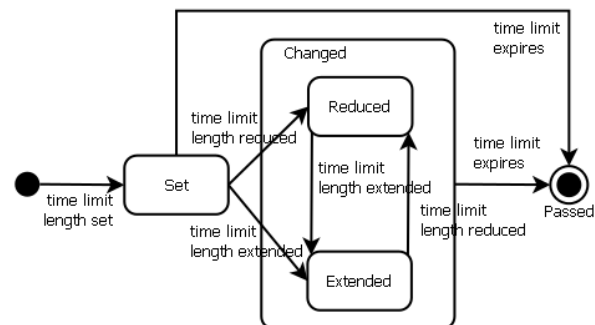 time limit
expires
Changed
Reduced
time limit
length reduced
time limit
expires
time limit
length extended
Set
time limit
length set
Passed
time limit
length reduced
time limit
length extended
Extended